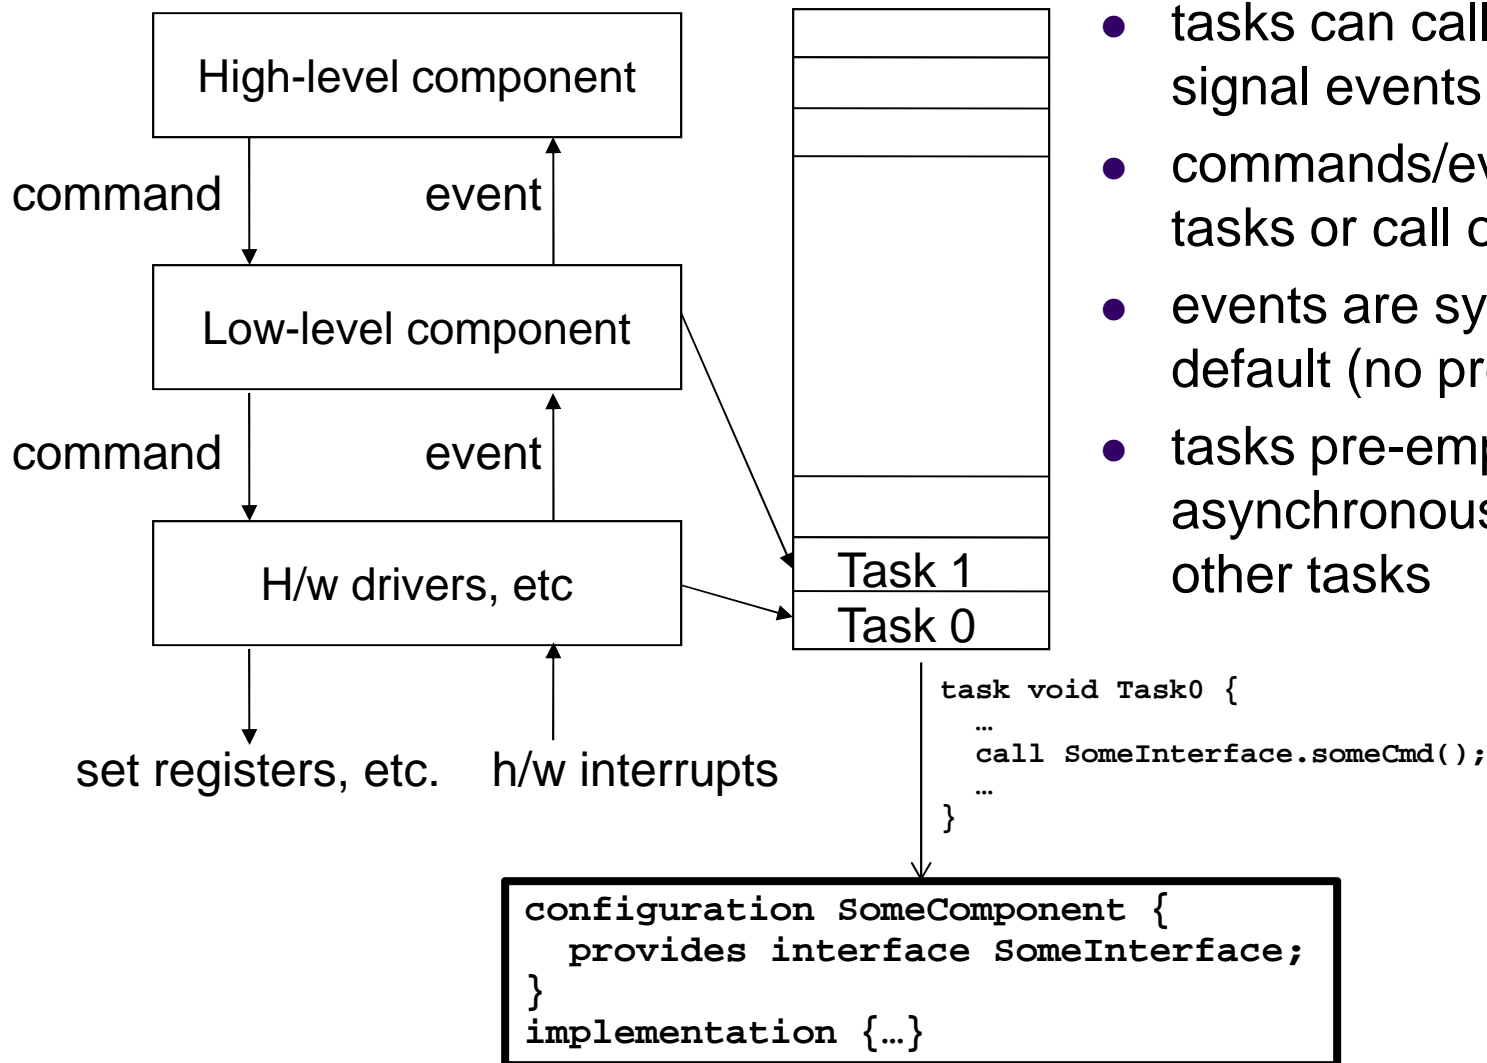 High-level component
command
event
Low-level component
command
event
H/w drivers, etc
set registers, etc.
h/w interrupts
Task 1
Task 0
● tasks can call
signal events
● commands/ev
tasks or call
● events are sy
default (no pr
● tasks pre-emp
asynchronous
other tasks
task void Task0 {
…
call SomeInterface.someCmd();
…
}
configuration SomeComponent {
provides interface SomeInterface;
}
implementation {…}